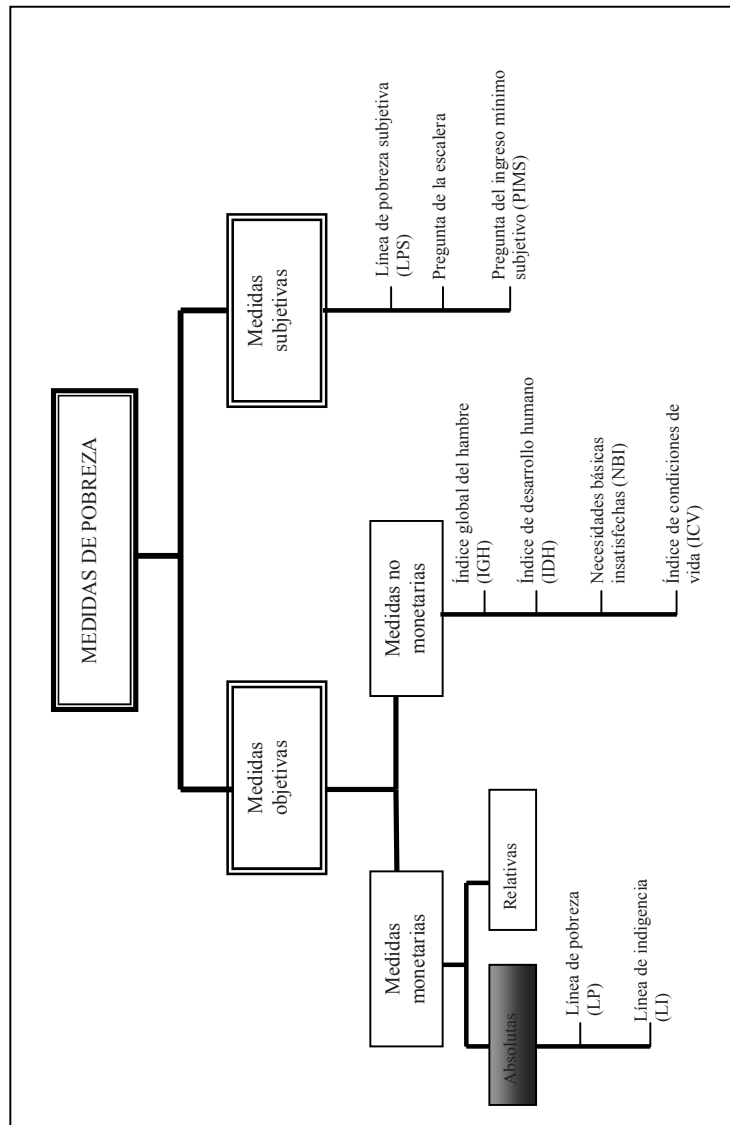 MEDIDAS DE POBREZA
Medidas
objetivas
Medidas
subjetivas
Medidas
monetarias
Medidas no
monetarias
Absolutas
Relativas
Línea de pobreza
(LP)
Línea de indigencia
(LI)
Índice global del hambre
(IGH)
Índice de desarrollo humano
(IDH)
Necesidades básicas
insatisfechas (NBI)
Índice de condiciones de
vida (ICV)
Línea de pobreza subjetiva
(LPS)
Pregunta de la escalera
Pregunta del ingreso mínimo
subjetivo (PIMS)